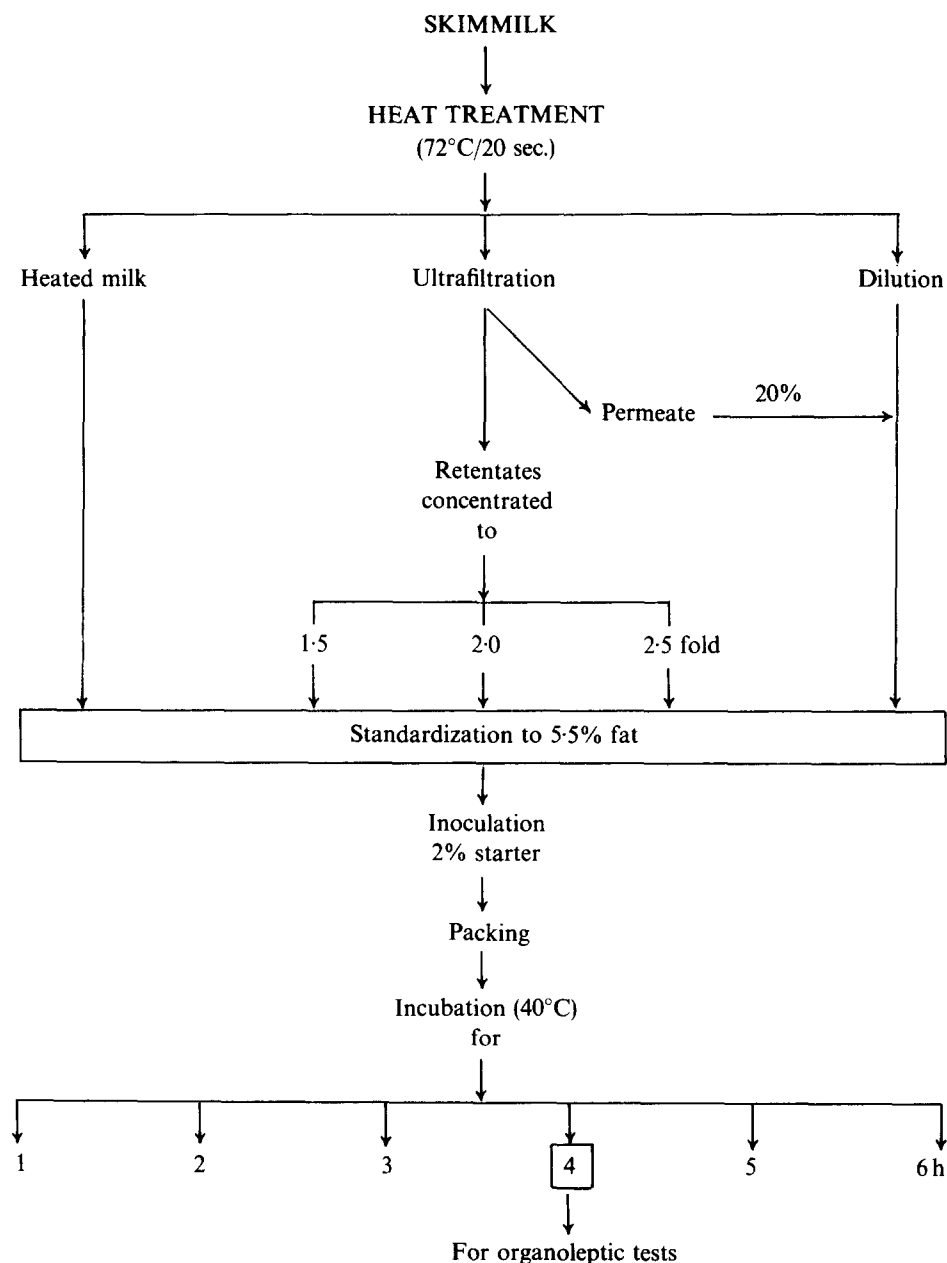 SKIMMILK
HEAT TREATMENT
(72°C/20 sec.)
Heated milk
Ultrafiltration
Dilution
20%
Permeate
Retentates
concentrated
to
1·5
2·0
2·5 fold
Standardization to 5·5% fat
Inoculation
2% starter
Packing
Incubation (40°C)
for
1
2
3
4
5
6 h
For organoleptic tests